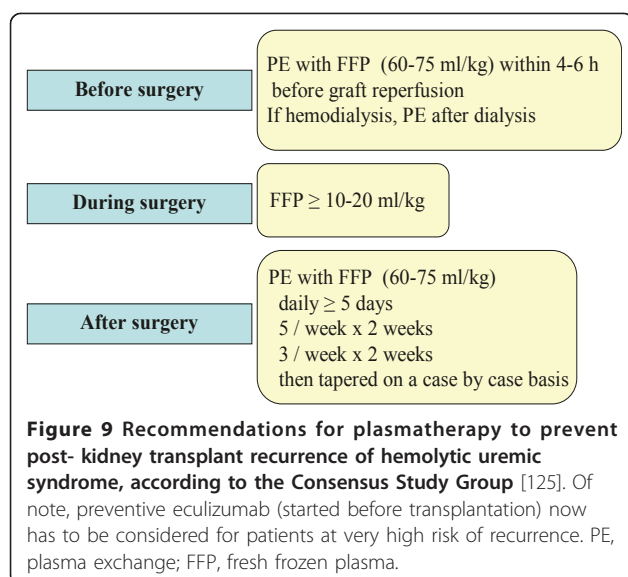 Before surgery
PE with FFP (60-75 ml/kg) within 4-6 h
before graft reperfusion
If hemodialysis, PE after dialysis
During surgery
FFP ≥ 10-20 ml/kg
After surgery
PE with FFP (60-75 ml/kg)
daily ≥ 5 days
5 / week x 2 weeks
3 / week x 2 weeks
then tapered on a case by case basis
Figure 9 Recommendations for plasmatherapy to prevent
post- kidney transplant recurrence of hemolytic uremic
syndrome, according to the Consensus Study Group [125]. Of
note, preventive eculizumab (started before transplantation) now
has to be considered for patients at very high risk of recurrence. PE,
plasma exchange; FFP, fresh frozen plasma.